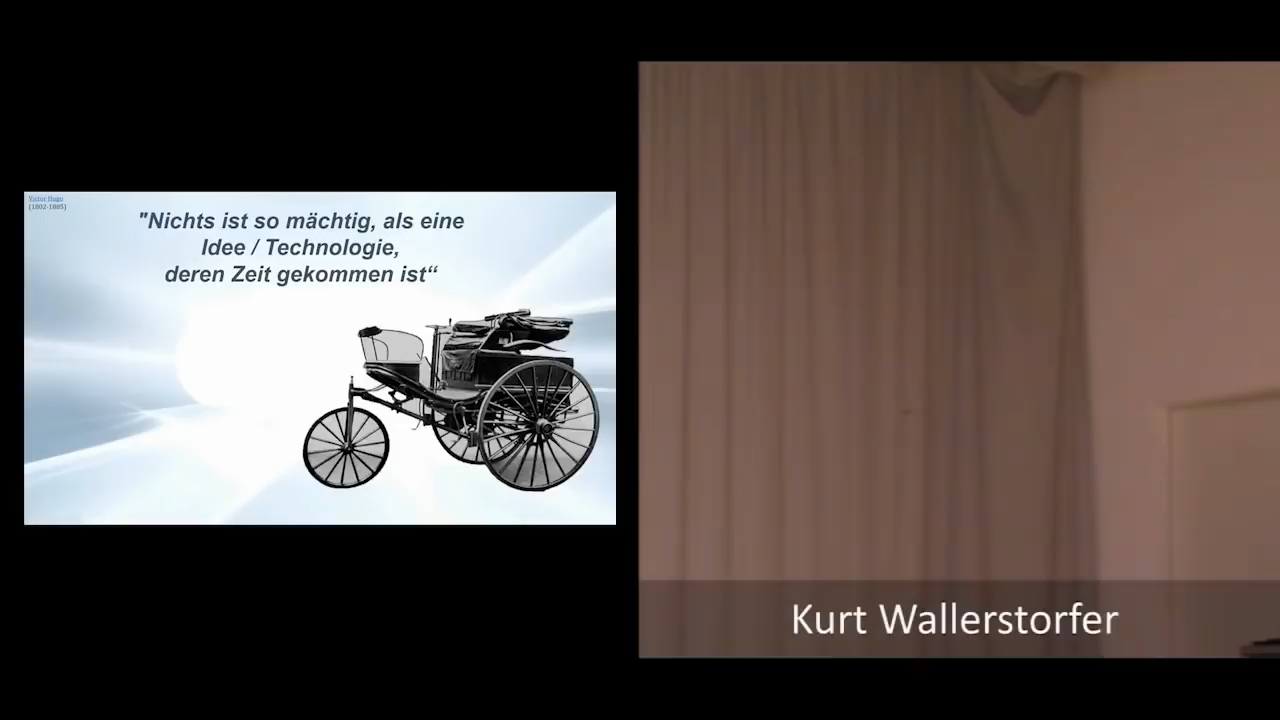 Victor Hugo
(1802-1885)
"Nichts ist so mächtig, als eine
Idee / Technologie,
deren Zeit gekommen ist“
Kurt Wallerstorfer